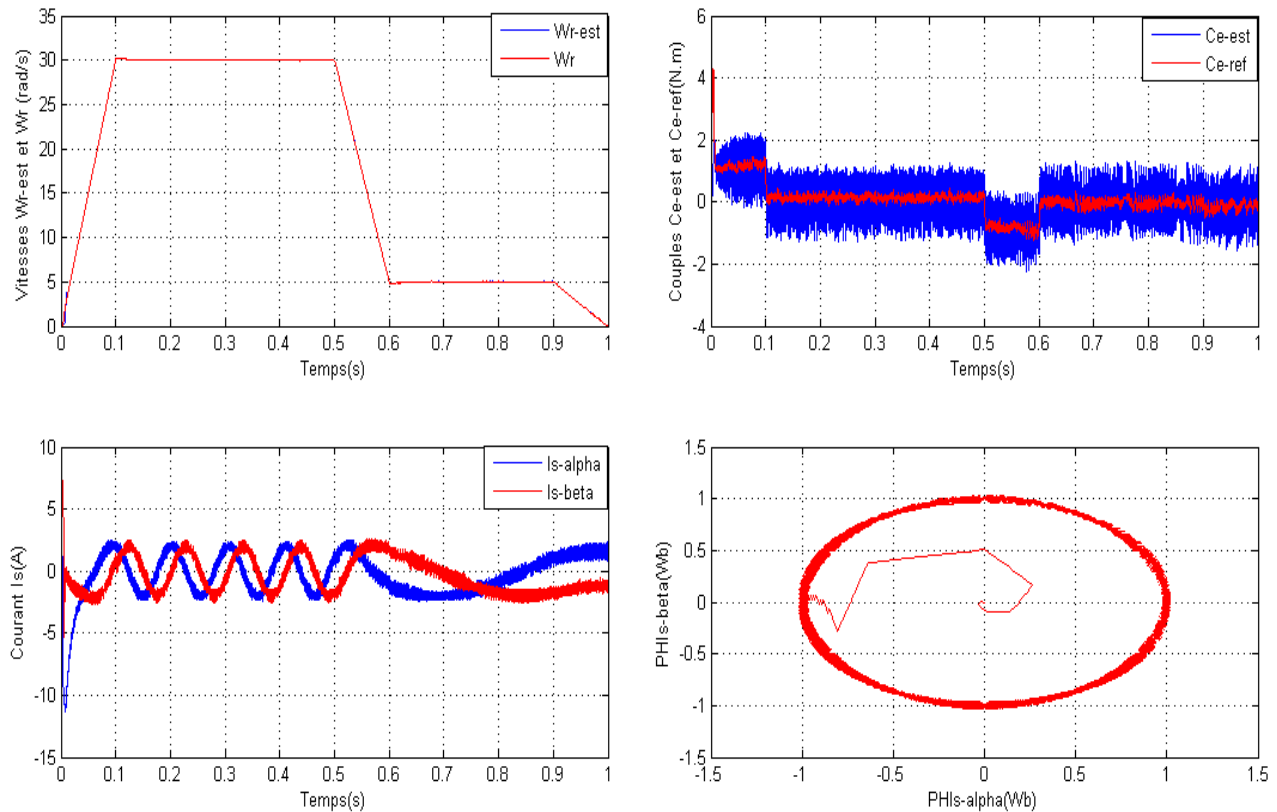 Vitesses Wr-est et Wr (rad/s)
35
30
25
20
15
10
5
0
Wr-est
Wr
0 0.1 0.2 0.3 0.4 0.5 0.6 0.7 0.8 0.9 1
Temps(s)
Couples Ce-est et Ce-ref(N.m)
6
4
2
0
-2
-4
Ce-est
Ce-ref
0 0.1 0.2 0.3 0.4 0.5 0.6 0.7 0.8 0.9 1
Temps(s)
Courant Is(A)
10
5
0
-5
-10
-15
Is-alpha
Is-beta
0 0.1 0.2 0.3 0.4 0.5 0.6 0.7 0.8 0.9 1
Temps(s)
PHIs-beta(Wb)
1.5
1
0.5
0
-0.5
-1
-1.5
-1.5 -1 -0.5 0 0.5 1 1.5
PHIs-alpha(Wb)